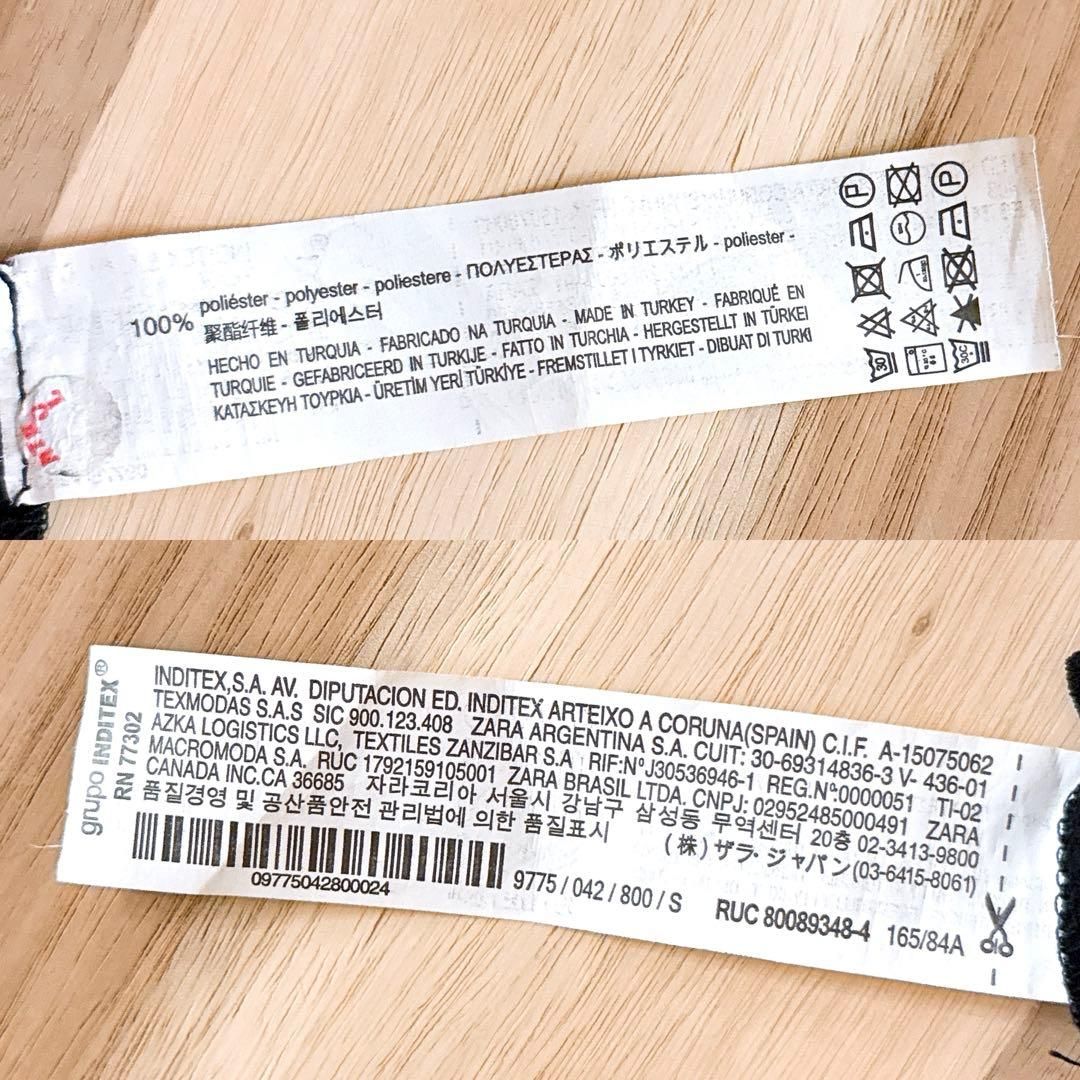 100% poliéster - polyester - poliestere - ΠΟΛΥΕΣΤΕΡΑΣ - ポリエステル - poliester -
聚酯纤维 - 폴리에스터
HECHO EN TURQUIA - FABRICADO NA TURQUIA - MADE IN TURKEY - FABRIQUÉ EN
TURQUIE - GEFABRICEERD IN TURKIJE - FATTO IN TURCHIA - HERGESTELLT IN TÜRKEI
ΚΑΤΑΣΚΕΥΗ ΤΟΥΡΚΙΑ - ÜRETİM YERİ TÜRKİYE - FREMSTILLET I TYRKIET - DIBUAT DI TURKI
P
P
30
30C
grupo INDITEX®
RN 77302
INDITEX,S.A. AV. DIPUTACION ED. INDITEX ARTEIXO A CORUNA(SPAIN) C.I.F. A-15075062
TEXMODAS S.A.S SIC 900.123.408 ZARA ARGENTINA S.A. CUIT: 30-69314836-3 V- 436-01
AZKA LOGISTICS LLC, TEXTILES ZANZIBAR S.A RIF:NºJ30536946-1 REG.Nº:0000051 TI-02
MACROMODA S.A. RUC 1792159105001 ZARA BRASIL LTDA. CNPJ: 02952485000491 ZARA
CANADA INC.CA 36685 자라코리아 서울시 강남구 삼성동 무역센터 20층 02-3413-9800
품질경영 및 공산품안전 관리법에 의한 품질표시 (株)ザラ・ジャパン(03-6415-8061)
09775042800024
9775 / 042 / 800 / S RUC 80089348-4 165/84A